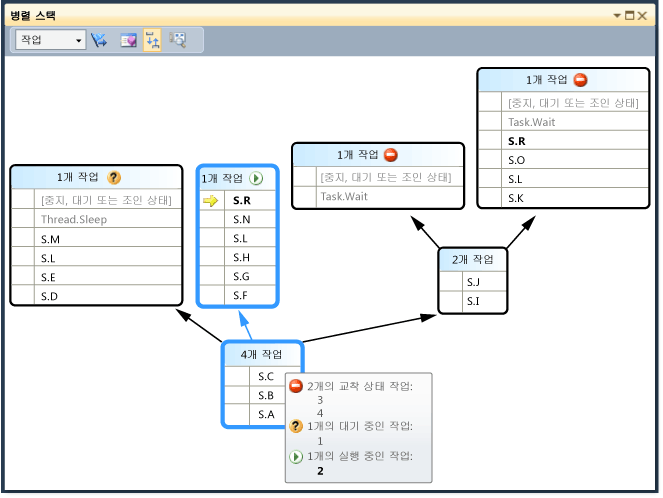 병렬 스택
작업
1개 작업
[중지, 대기 또는 조인 상태]
Task.Wait
S.R
S.O
S.L
S.K
1개 작업
[중지, 대기 또는 조인 상태]
Task.Wait
1개 작업
[중지, 대기 또는 조인 상태]
Thread.Sleep
S.M
S.L
S.E
S.D
1개 작업
S.R
S.N
S.L
S.H
S.G
S.F
2개 작업
S.J
S.I
4개 작업
S.C
S.B
S.A
2개의 교착 상태 작업:
3
4
1개의 대기 중인 작업:
1
1개의 실행 중인 작업:
2